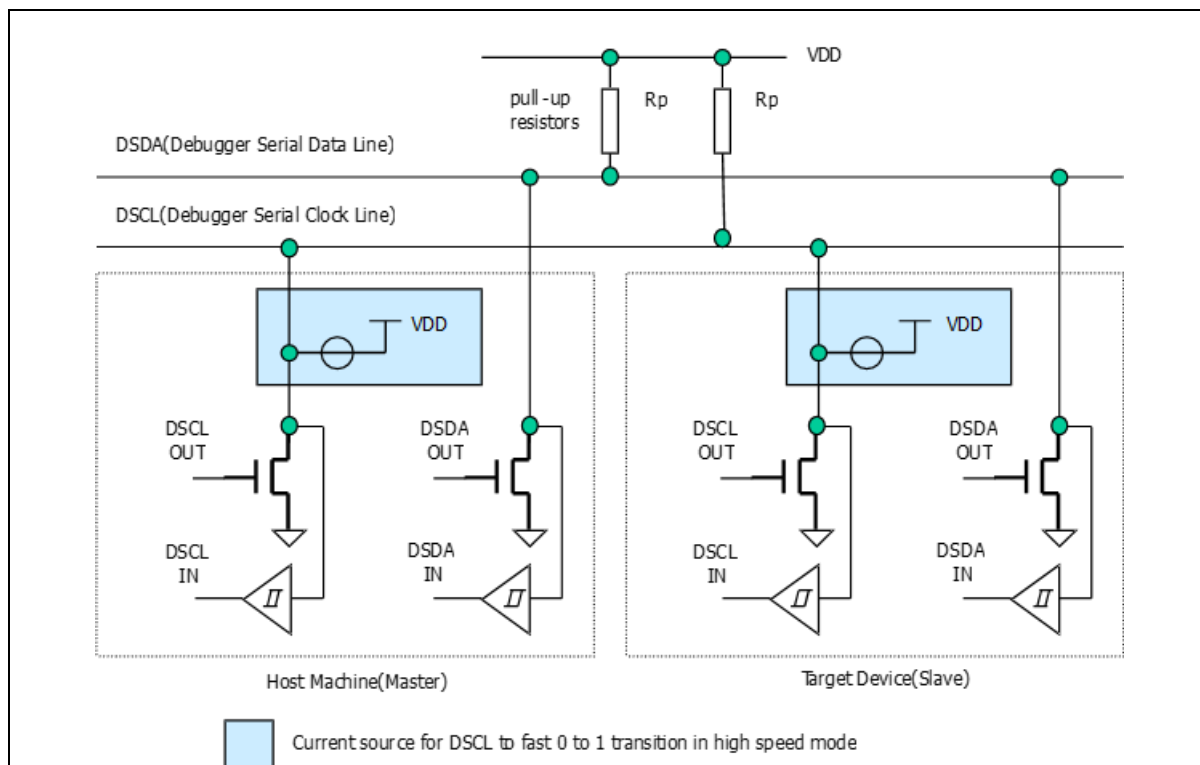 VDD
pull -up
resistors
Rp
Rp
DSDA(Debugger Serial Data Line)
DSCL(Debugger Serial Clock Line)
VDD
VDD
DSCL
OUT
DSDA
OUT
DSCL
OUT
DSDA
OUT
DSCL
IN
DSDA
IN
DSCL
IN
DSDA
IN
Host Machine(Master)
Target Device(Slave)
Current source for DSCL to fast 0 to 1 transition in high speed mode